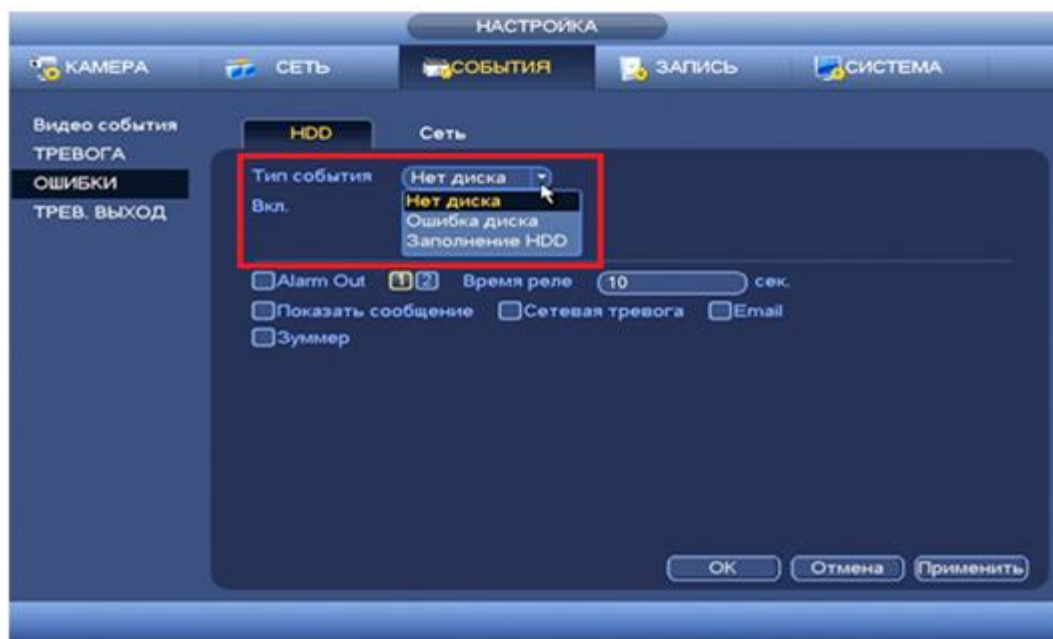 НАСТРОЙКА
КАМЕРА СЕТЬ СОБЫТИЯ ЗАПИСЬ СИСТЕМА
Видео события
ТРЕВОГА
ОШИБКИ
ТРЕВ. ВЫХОД
HDD Сеть
Тип события Нет диска
Вкл. Нет диска
Ошибка диска
Заполнение HDD
Alarm Out 1 2 Время реле 10 сек.
Показать сообщение Сетевая тревога Email
Зуммер
OK Отмена Применить